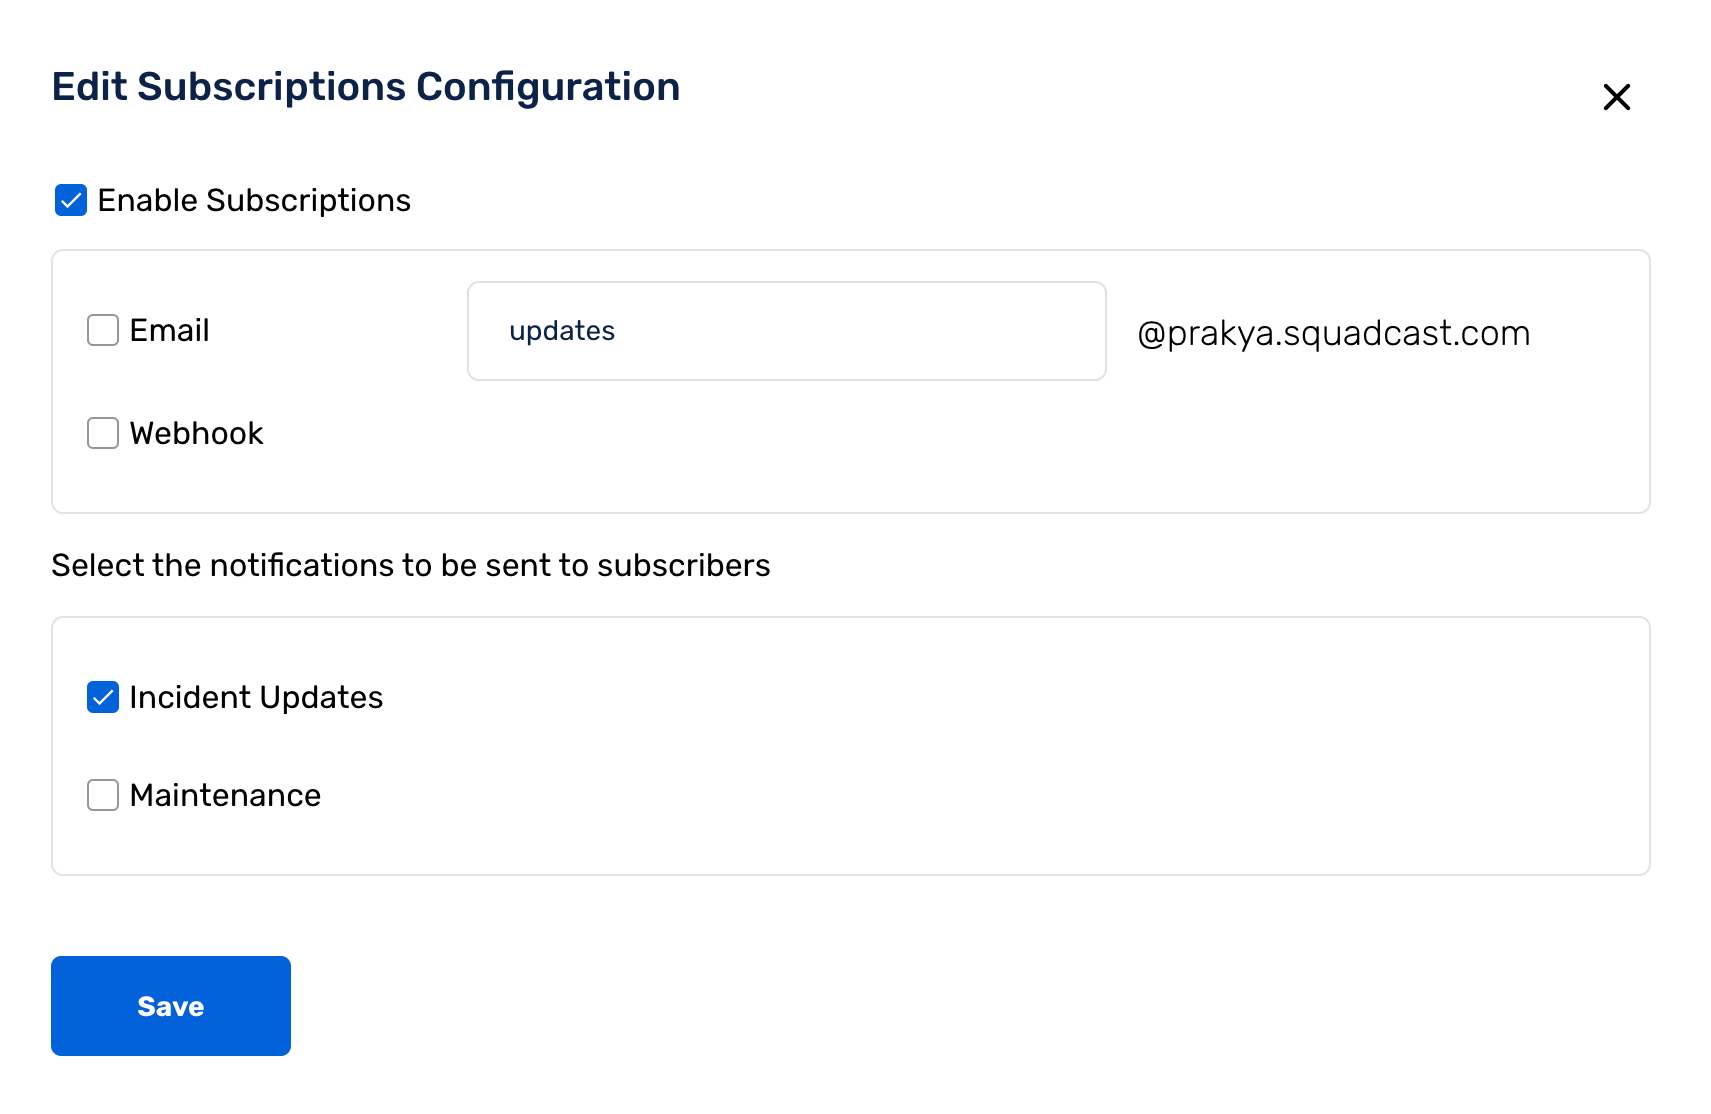 Edit Subscriptions Configuration
Enable Subscriptions
Email updates @prakya.squadcast.com
Webhook
Select the notifications to be sent to subscribers
Incident Updates
Maintenance
Save